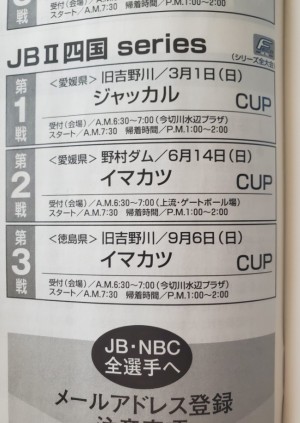 戦
受付(会場)/A.M.6:30~7:00
スタート/A.M.7:30 帰着時間/P.M.1:00~2:00
JBⅡ四国 series
(シリーズ全大会
第1戦
<愛媛県>旧吉野川/3月1日(日)
ジャッカル CUP
受付(会場)/A.M.6:30~7:00(今切川水辺プラザ)
スタート/A.M.7:30 帰着時間/P.M.1:00~2:00
第2戦
<愛媛県>野村ダム/6月14日(日)
イマカツ CUP
受付(会場)/A.M.6:30~7:00(上流・ゲートボール場)
スタート/A.M.7:30 帰着時間/P.M.1:00~2:00
第3戦
<徳島県>旧吉野川/9月6日(日)
イマカツ CUP
受付(会場)/A.M.6:30~7:00(今切川水辺プラザ)
スタート/A.M.7:30 帰着時間/P.M.1:00~2:00
JB・NBC
全選手へ
メールアドレス登録